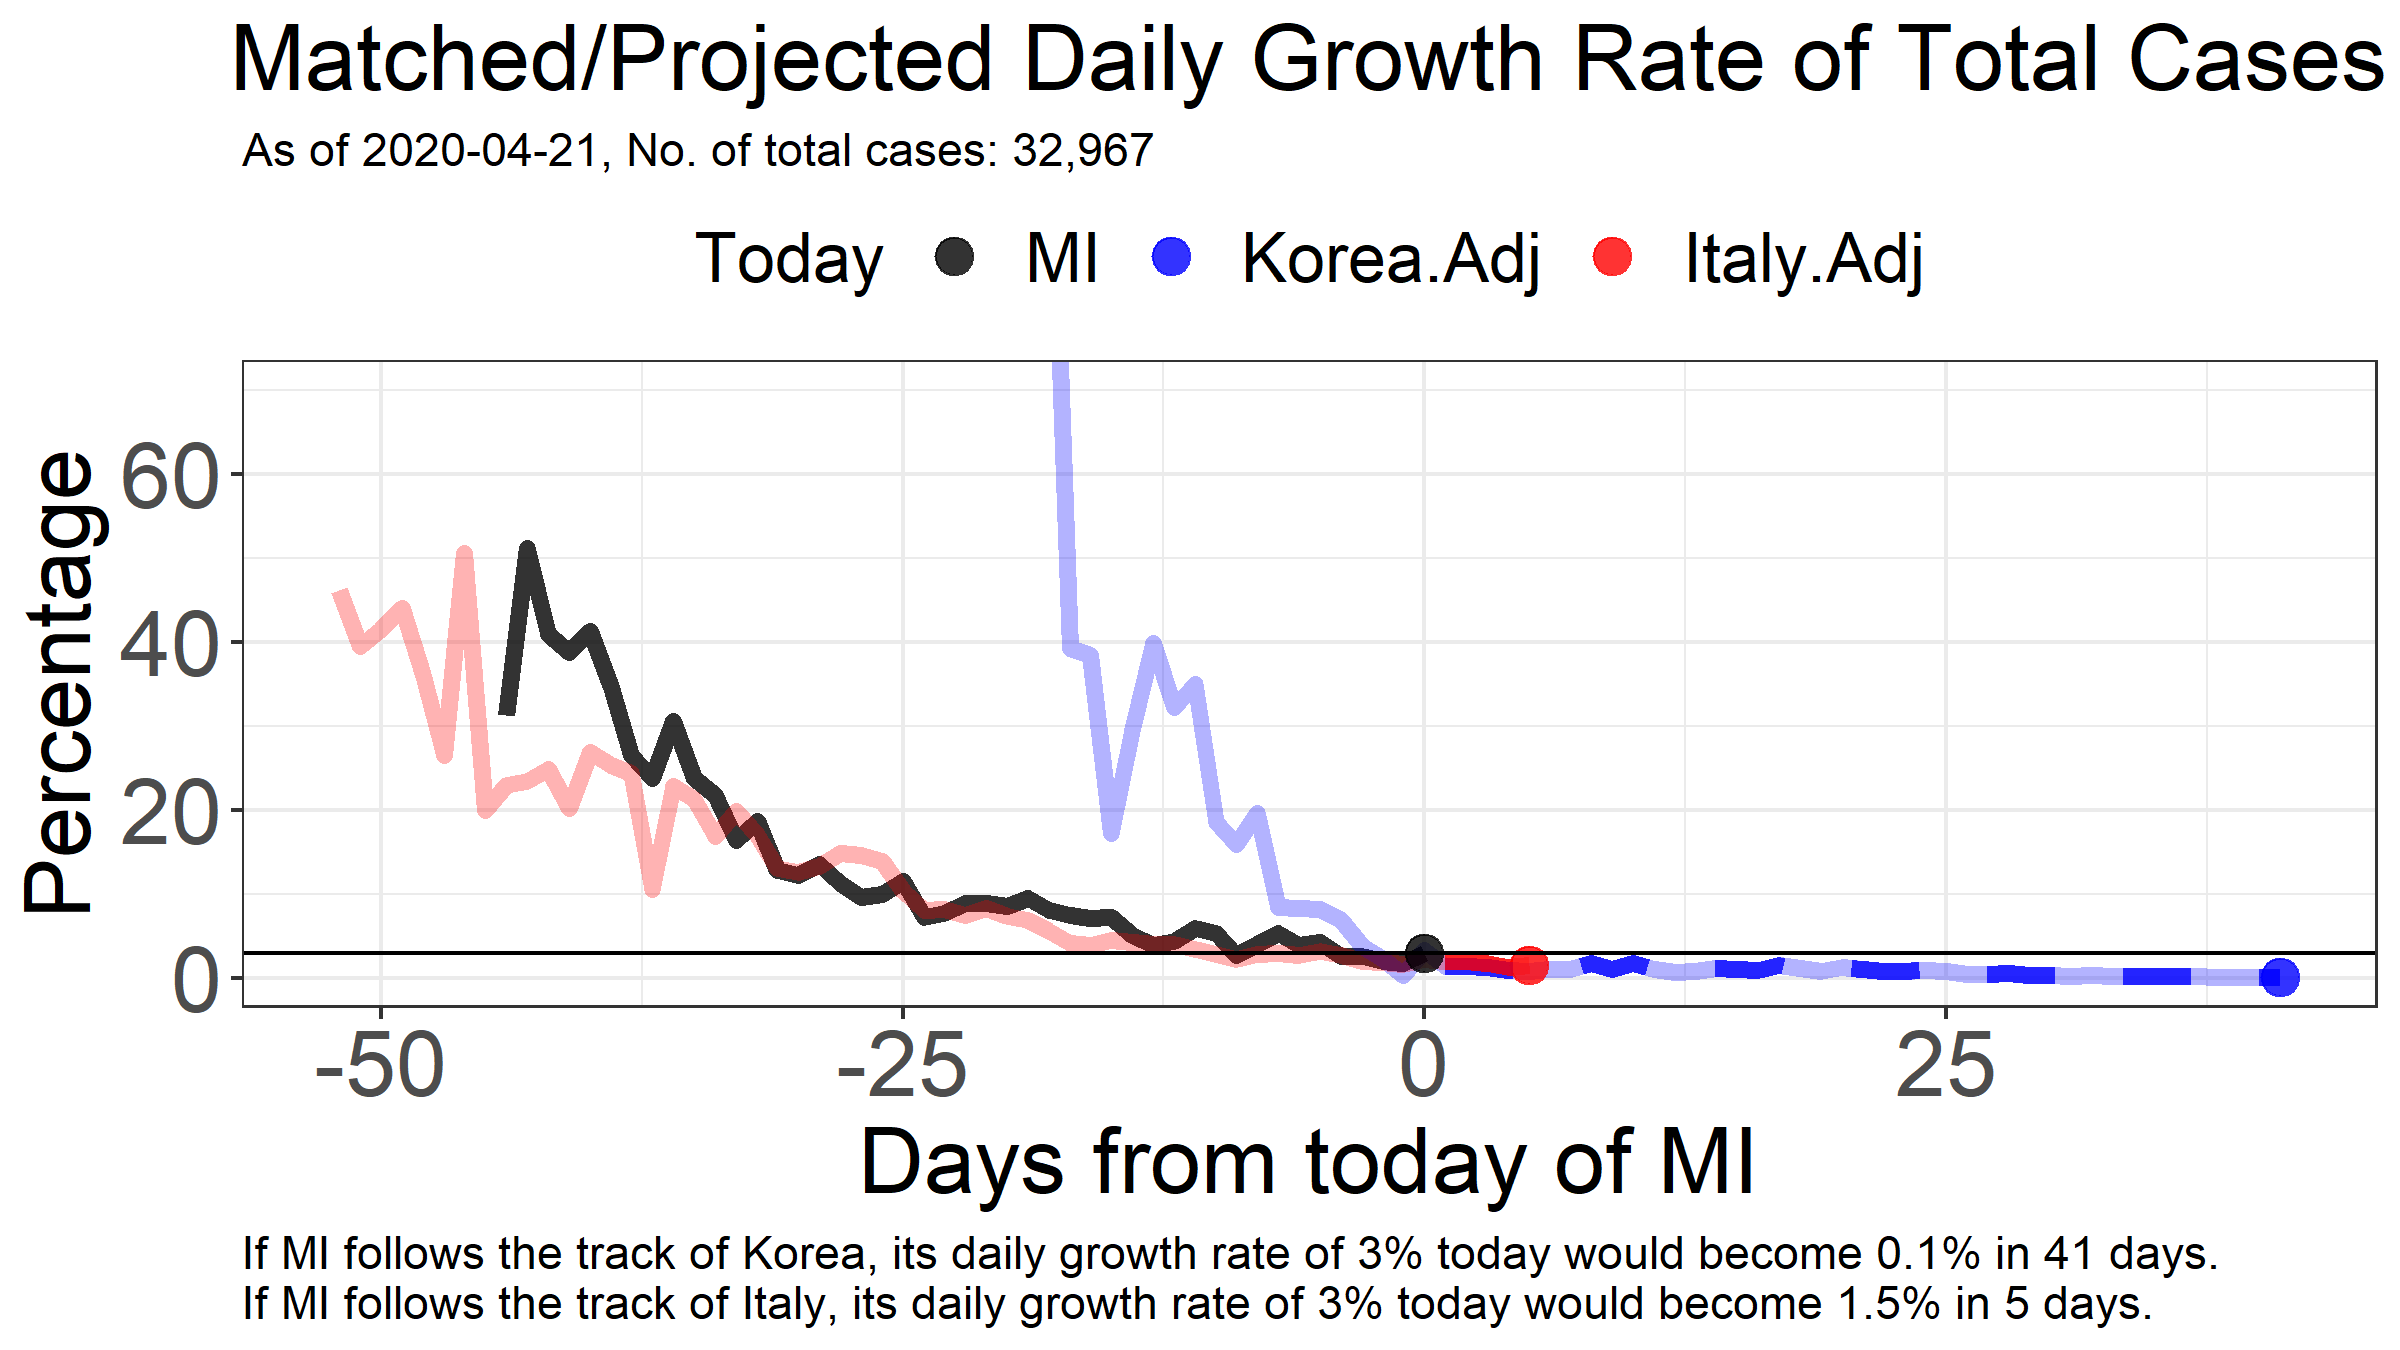 Matched/Projected Daily Growth Rate of Total Cases
As of 2020-04-21, No. of total cases: 32,967
Today MI Korea.Adj Italy.Adj
Percentage
60
40
20
0
-50 -25 0 25
Days from today of MI
If MI follows the track of Korea, its daily growth rate of 3% today would become 0.1% in 41 days.
If MI follows the track of Italy, its daily growth rate of 3% today would become 1.5% in 5 days.